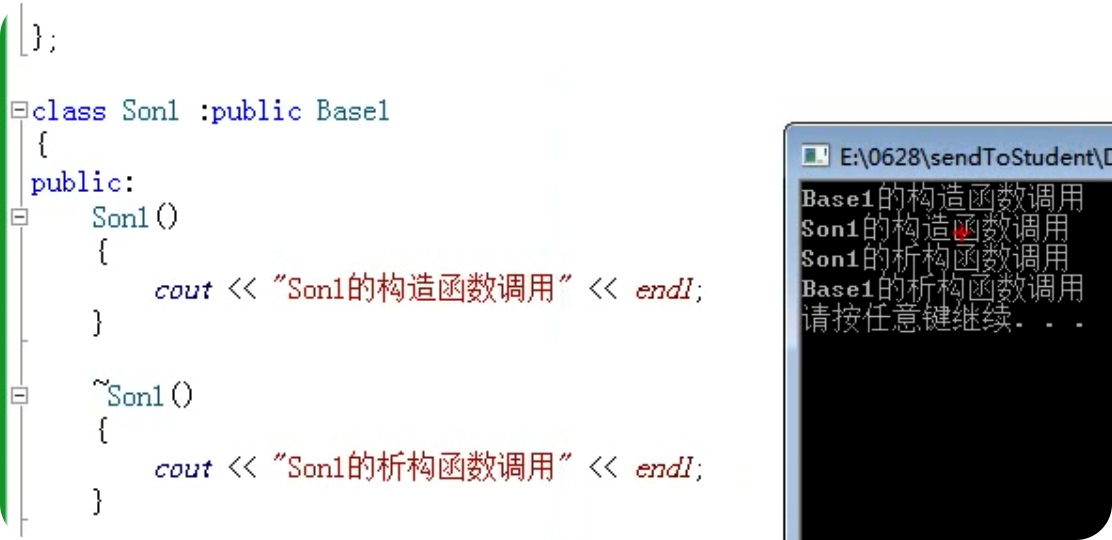 };
class Son1 :public Base1
{
public:
Son1()
{
cout << "Son1的构造函数调用" << endl;
}
~Son1()
{
cout << "Son1的析构函数调用" << endl;
}
E:\0628\sendToStudent\D
Base1的构造函数调用
Son1的构造函数调用
Son1的析构函数调用
Base1的析构函数调用
请按任意键继续. . .